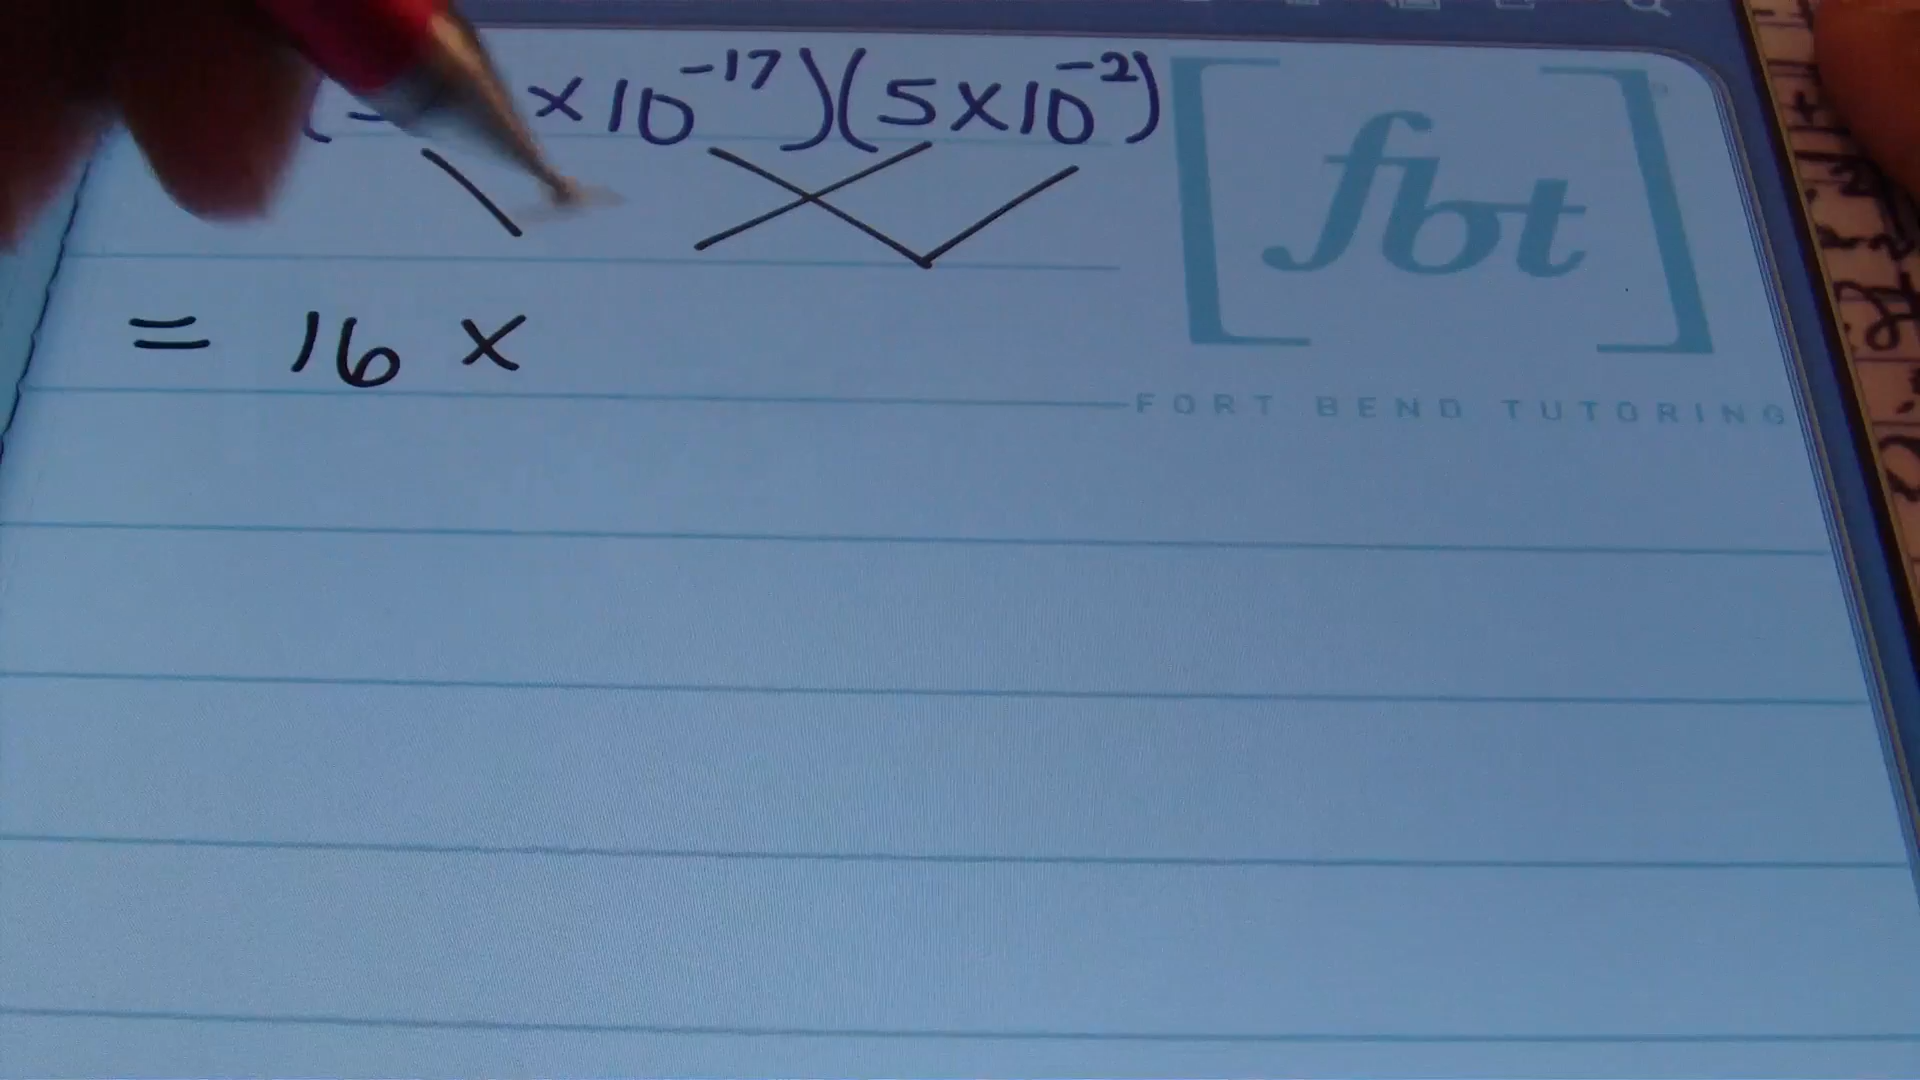 ( × 10⁻¹⁷)(5 × 10⁻²)
= 16 ×
[fbt]
FORT BEND TUTORING